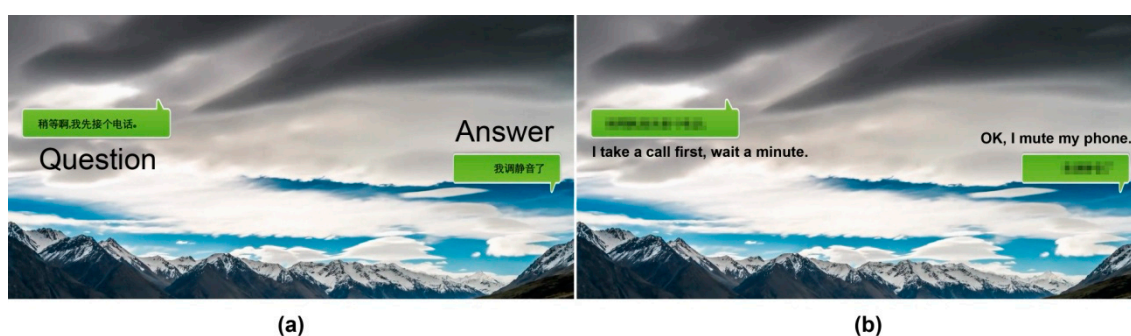 稍等啊,我先接个电话。
Question
Answer
我调静音了
I take a call first, wait a minute.
OK, I mute my phone.
(a)
(b)